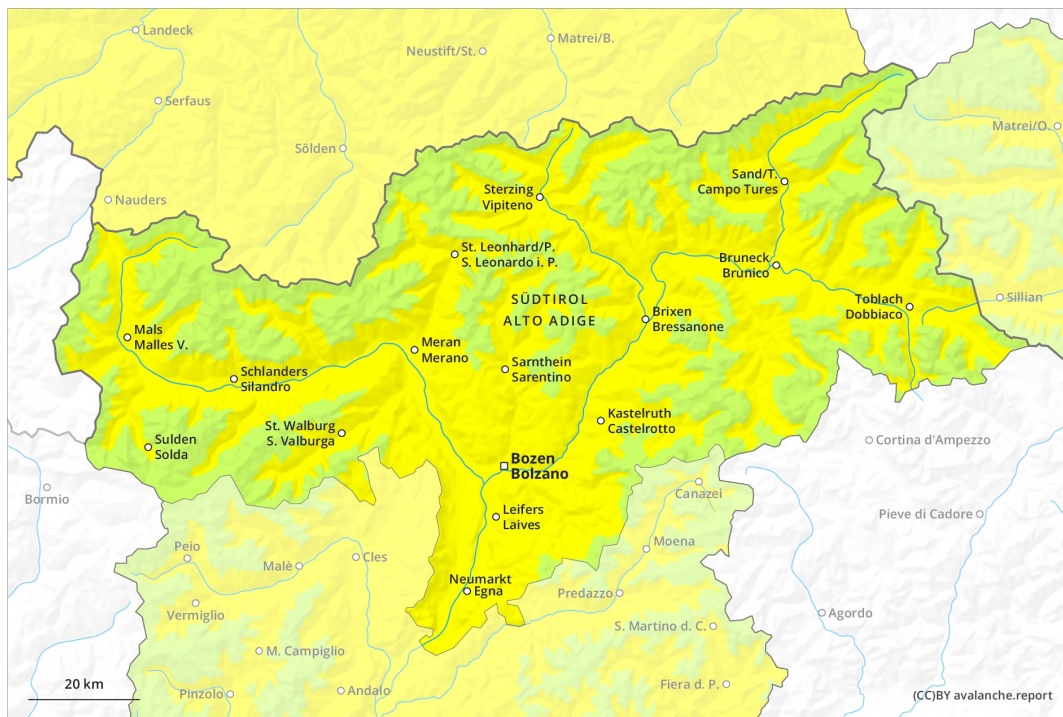 Landeck
Matrei/B.
Neustift/St.
Serfaus
Matrei/O.
Sölden
Sand/T.
Campo Tures
Sterzing
Vipiteno
Nauders
St. Leonhard/P.
S. Leonardo i. P.
Bruneck
Brunico
SÜDTIROL
ALTO ADIGE
Toblach
Dobbiaco
Sillian
Brixen
Bressanone
Mals
Malles V.
Meran
Merano
Sarnthein
Sarentino
Schlanders
Silandro
Kastelruth
Castelrotto
St. Walburg
S. Valburga
Sulden
Solda
Cortina d'Ampezzo
Bozen
Bolzano
Bormio
Canazei
Leifers
Laives
Pieve di Cadore
Peio
Moena
Cles
Malè
Neumarkt
Egna
Predazzo
Vermiglio
Agordo
S. Martino d. C.
M. Campiglio
20 km
Pinzolo
Andalo
Fiera d. P.
(CC)BY avalanche.report